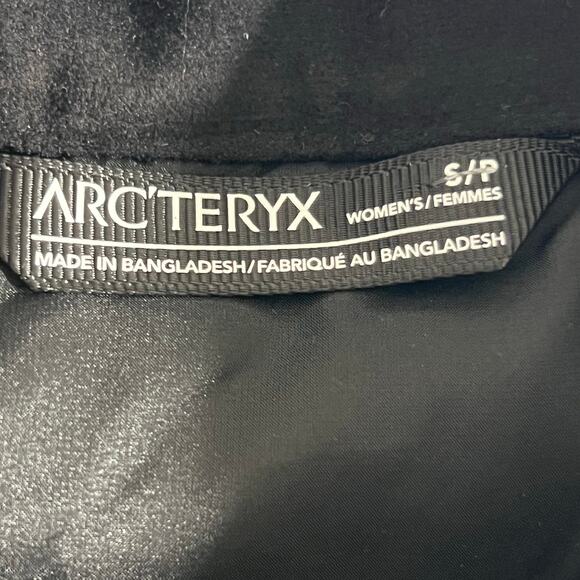 ARC'TERYX
S/P
WOMEN'S/FEMMES
MADE IN BANGLADESH/FABRIQUÉ AU BANGLADESH